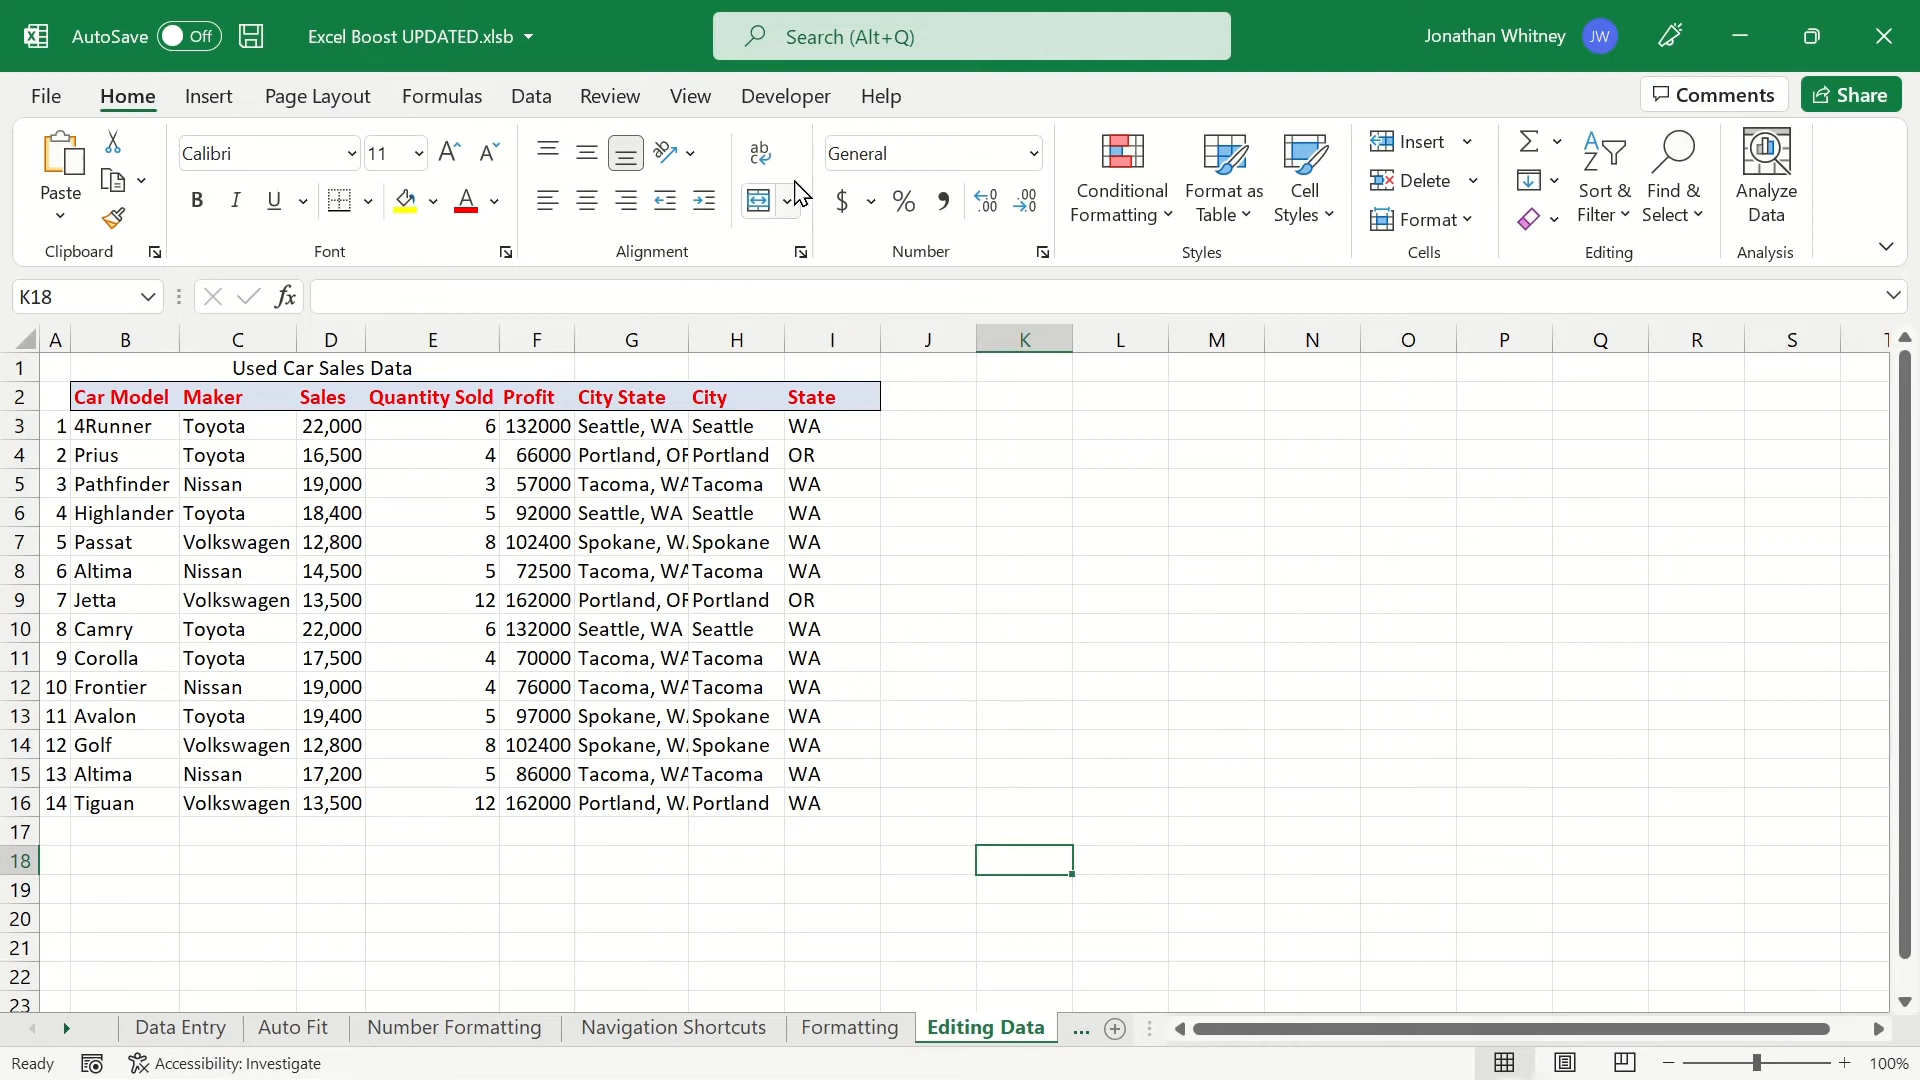 AutoSave Off Excel Boost UPDATED.xlsb Search (Alt+Q) Jonathan Whitney JW
File Home Insert Page Layout Formulas Data Review View Developer Help Comments Share
Paste Calibri 11 General Conditional Formatting Format as Table Cell Styles Insert Delete Format Sort & Filter Find & Select Analyze Data
Clipboard Font Alignment Number Styles Cells Editing Analysis
K18 fx
A B C D E F G H I J K L M N O P Q R S
1 Used Car Sales Data
2 Car Model Maker Sales Quantity Sold Profit City State City State
3 1 4Runner Toyota 22,000 6 132000 Seattle, WA Seattle WA
4 2 Prius Toyota 16,500 4 66000 Portland, OR Portland OR
5 3 Pathfinder Nissan 19,000 3 57000 Tacoma, WA Tacoma WA
6 4 Highlander Toyota 18,400 5 92000 Seattle, WA Seattle WA
7 5 Passat Volkswagen 12,800 8 102400 Spokane, WA Spokane WA
8 6 Altima Nissan 14,500 5 72500 Tacoma, WA Tacoma WA
9 7 Jetta Volkswagen 13,500 12 162000 Portland, OR Portland OR
10 8 Camry Toyota 22,000 6 132000 Seattle, WA Seattle WA
11 9 Corolla Toyota 17,500 4 70000 Tacoma, WA Tacoma WA
12 10 Frontier Nissan 19,000 4 76000 Tacoma, WA Tacoma WA
13 11 Avalon Toyota 19,400 5 97000 Spokane, WA Spokane WA
14 12 Golf Volkswagen 12,800 8 102400 Spokane, WA Spokane WA
15 13 Altima Nissan 17,200 5 86000 Tacoma, WA Tacoma WA
16 14 Tiguan Volkswagen 13,500 12 162000 Portland, WA Portland WA
17
18
19
20
21
22
23
Data Entry Auto Fit Number Formatting Navigation Shortcuts Formatting Editing Data ...
Ready Accessibility: Investigate 100%